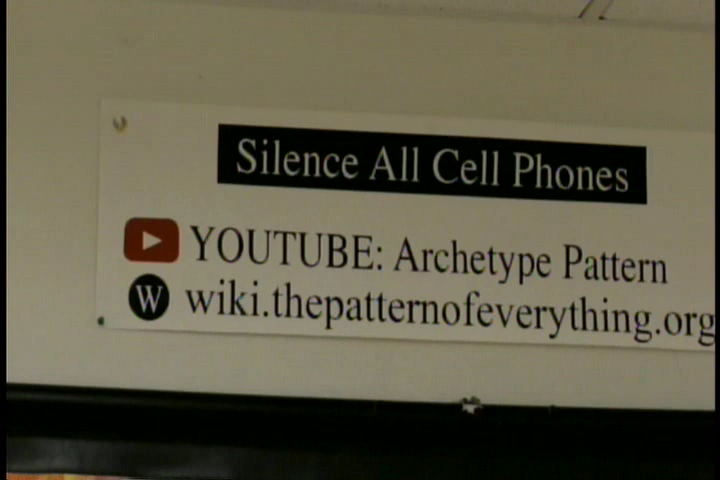 Silence All Cell Phones
YOUTUBE: Archetype Pattern
W wiki.thepatternofeverything.org